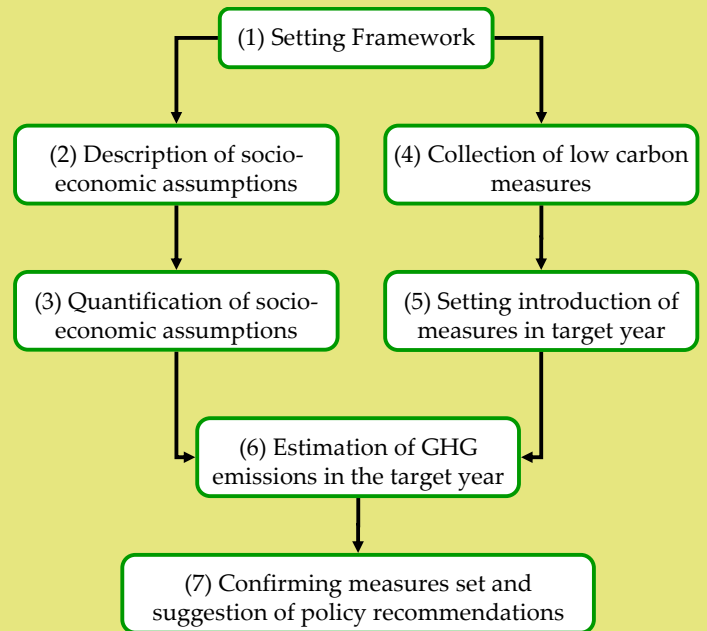 (1) Setting Framework
(2) Description of socio-
economic assumptions
(4) Collection of low carbon
measures
(3) Quantification of socio-
economic assumptions
(5) Setting introduction of
measures in target year
(6) Estimation of GHG
emissions in the target year
(7) Confirming measures set and
suggestion of policy recommendations